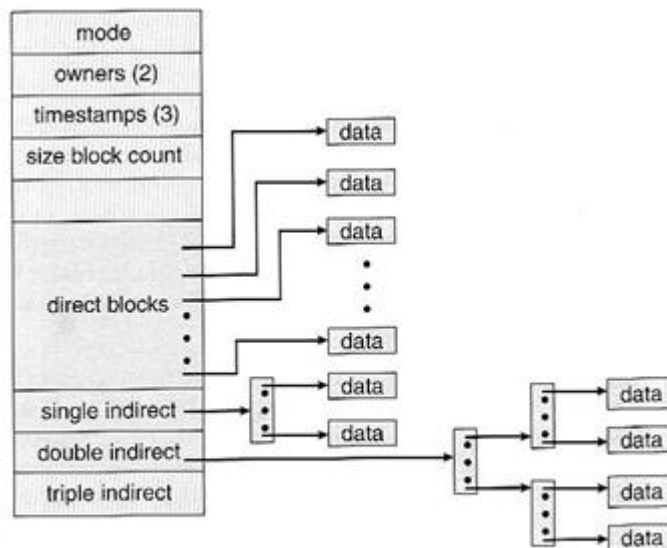 mode
owners (2)
timestamps (3)
size block count
direct blocks
single indirect
double indirect
triple indirect
data
data
data
data
data
data
data
data
data
data